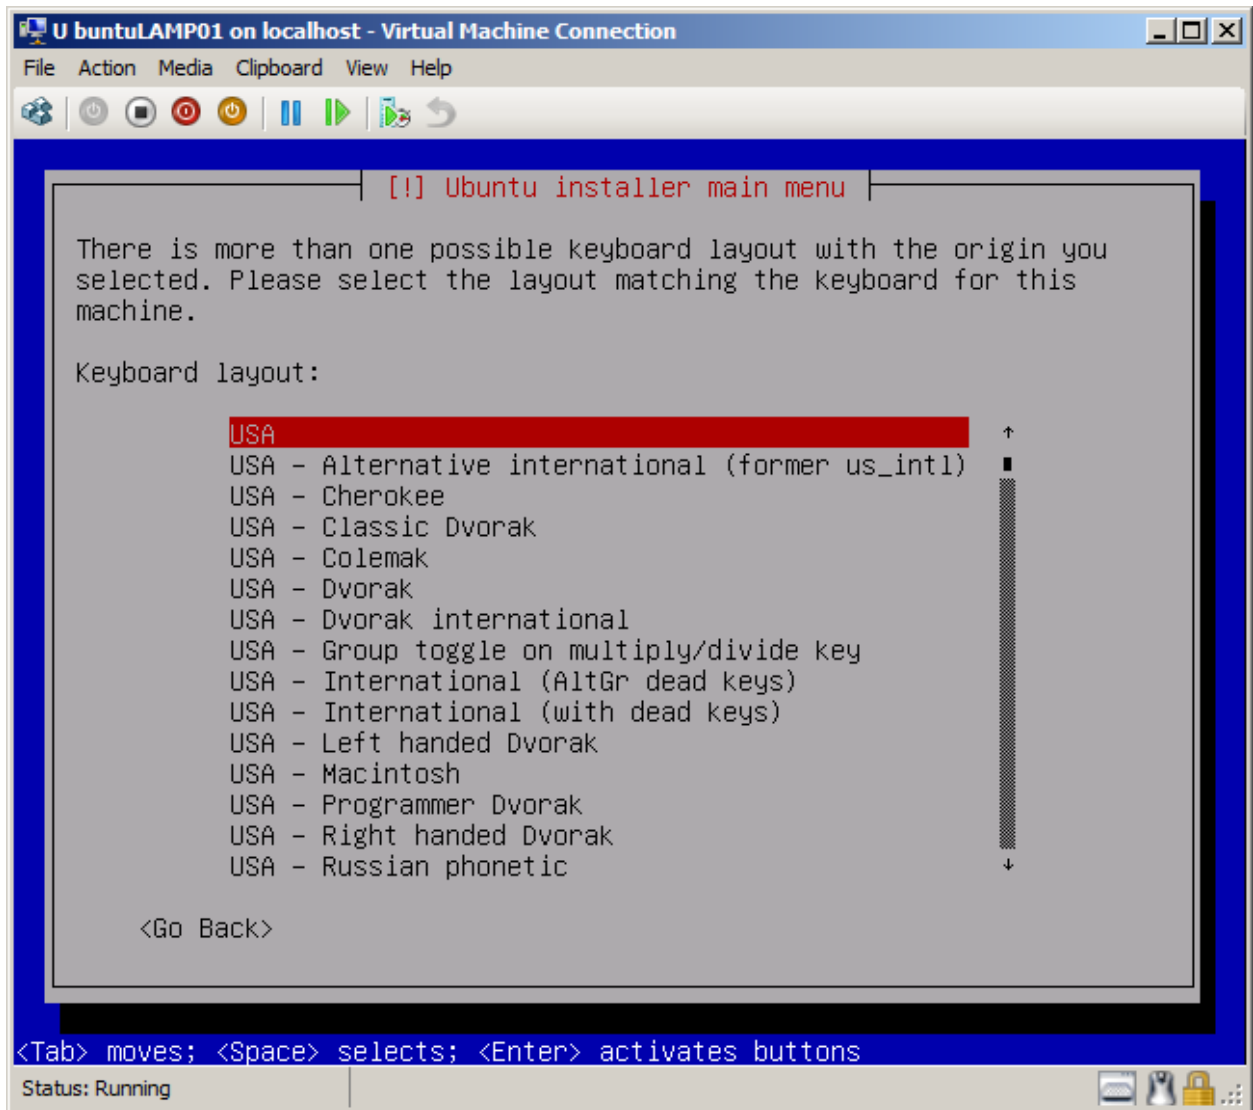 U buntuLAMP01 on localhost - Virtual Machine Connection
File Action Media Clipboard View Help
[!] Ubuntu installer main menu
There is more than one possible keyboard layout with the origin you
selected. Please select the layout matching the keyboard for this
machine.
Keyboard layout:
USA
USA - Alternative international (former us_intl)
USA - Cherokee
USA - Classic Dvorak
USA - Colemak
USA - Dvorak
USA - Dvorak international
USA - Group toggle on multiply/divide key
USA - International (AltGr dead keys)
USA - International (with dead keys)
USA - Left handed Dvorak
USA - Macintosh
USA - Programmer Dvorak
USA - Right handed Dvorak
USA - Russian phonetic
<Go Back>
<Tab> moves; <Space> selects; <Enter> activates buttons
Status: Running